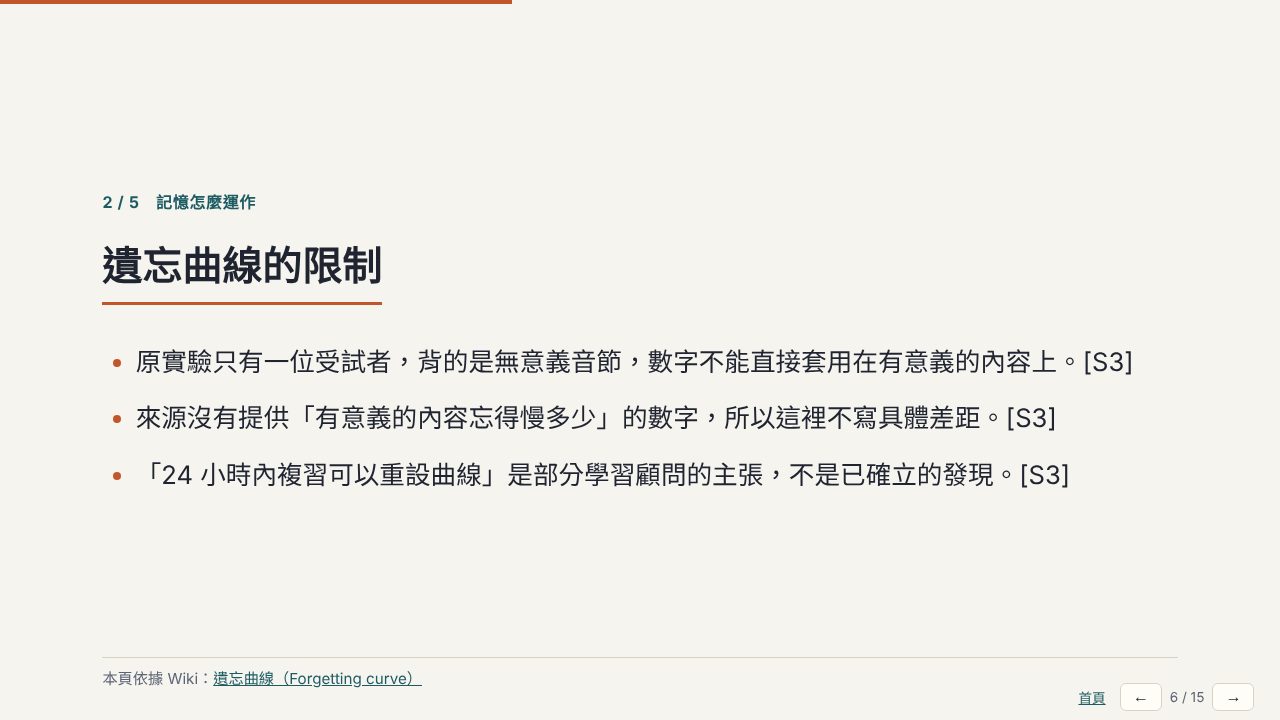 2 / 5　記憶怎麼運作
遺忘曲線的限制
原實驗只有一位受試者，背的是無意義音節，數字不能直接套用在有意義的內容上。[S3]
來源沒有提供「有意義的內容忘得慢多少」的數字，所以這裡不寫具體差距。[S3]
「24 小時內複習可以重設曲線」是部分學習顧問的主張，不是已確立的發現。[S3]
本頁依據 Wiki：遺忘曲線（Forgetting curve）
首頁 ← 6 / 15 →